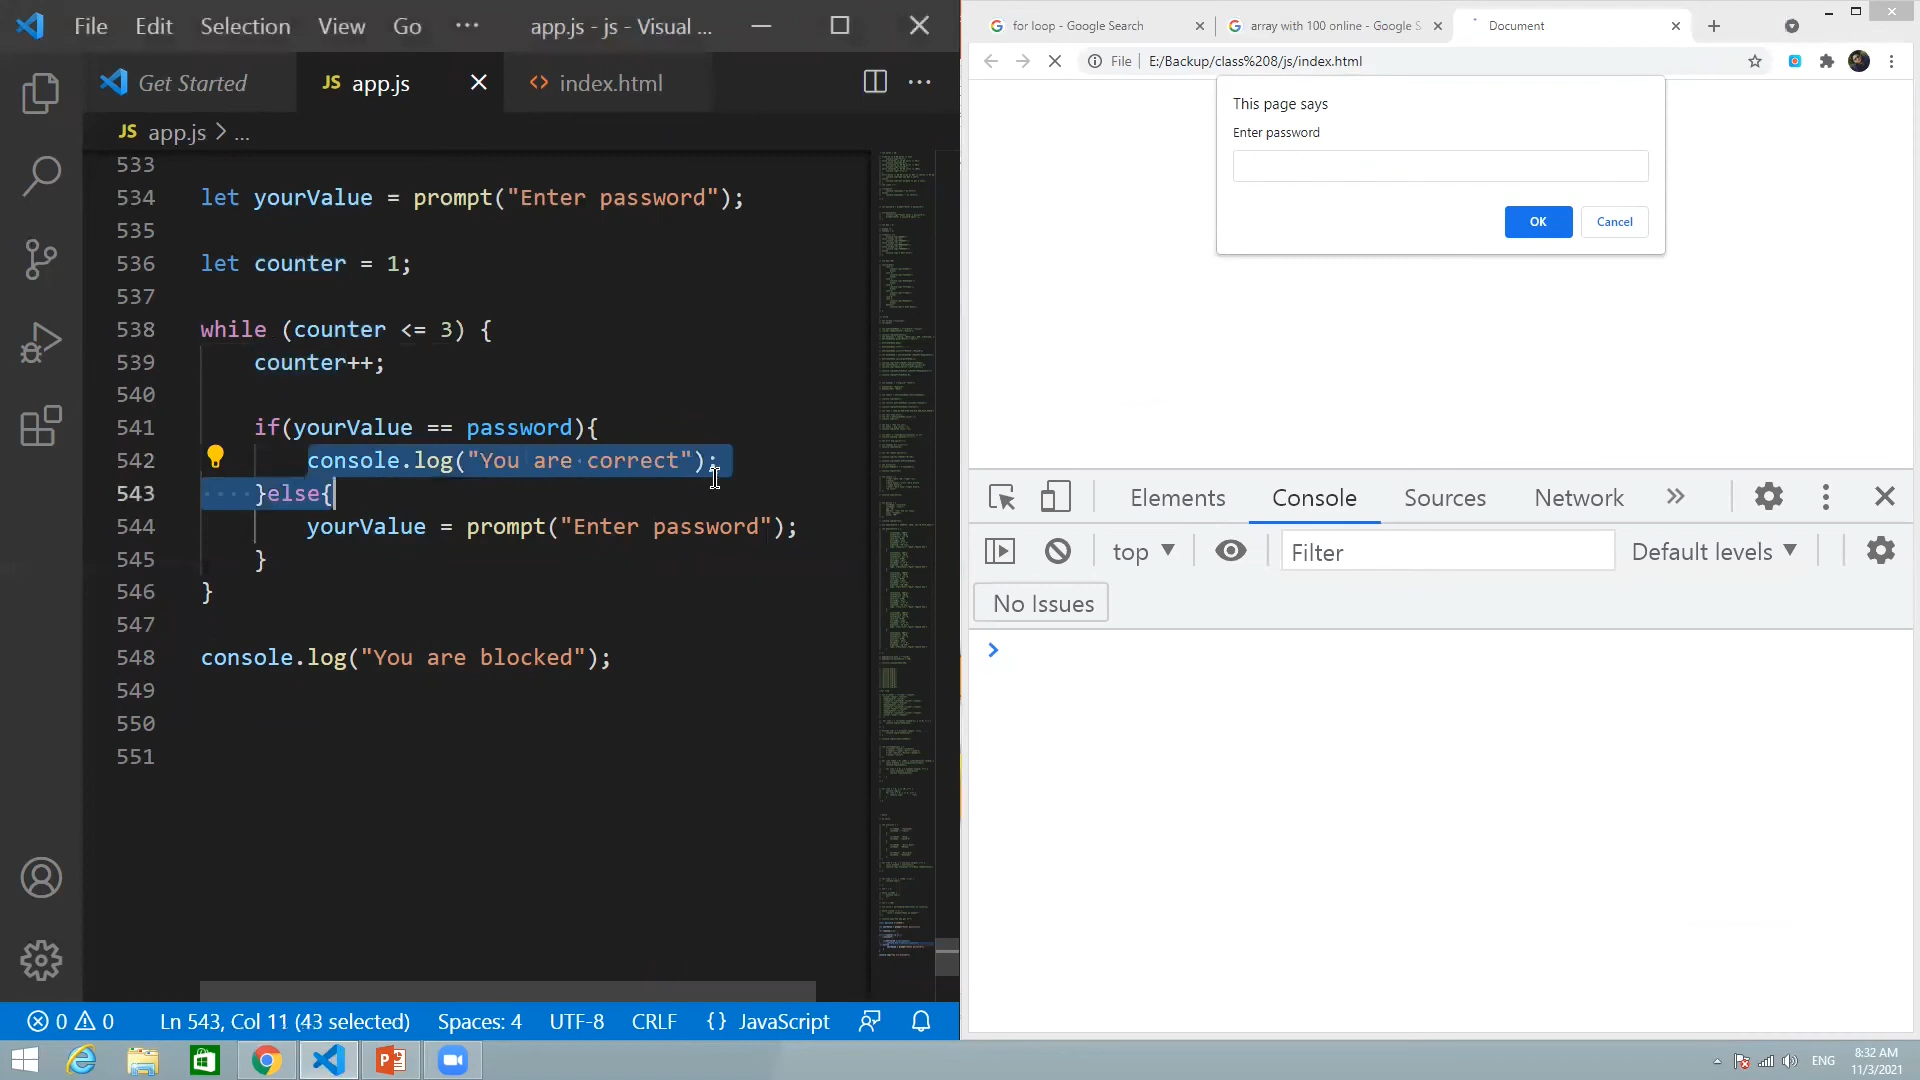 File Edit Selection View Go ··· app.js - js - Visual ...
Get Started
JS app.js
index.html
JS app.js > ...
533
534 let yourValue = prompt("Enter password");
535
536 let counter = 1;
537
538 while (counter <= 3) {
539 counter++;
540
541 if(yourValue == password){
542 console.log("You are correct");
543 }else{
544 yourValue = prompt("Enter password");
545 }
546 }
547
548 console.log("You are blocked");
549
550
551
0 0 Ln 543, Col 11 (43 selected) Spaces: 4 UTF-8 CRLF {} JavaScript
for loop - Google Search
array with 100 online - Google S
Document
File E:/Backup/class%208/js/index.html
This page says
Enter password
OK Cancel
Elements Console Sources Network »
top Filter Default levels
No Issues
ENG
8:32 AM
11/3/2021